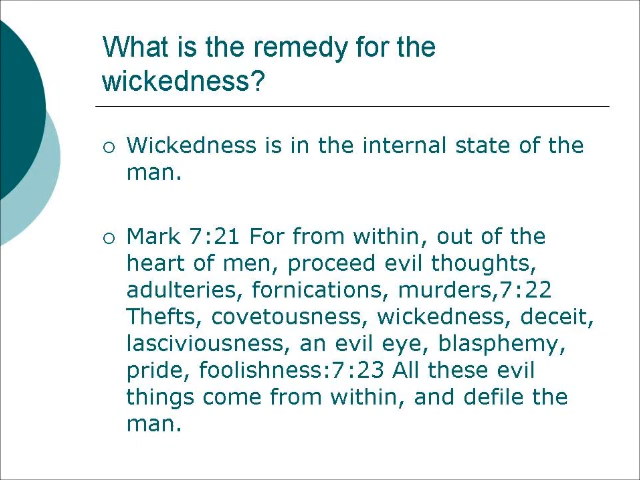 What is the remedy for the
wickedness?
Wickedness is in the internal state of the
man.
Mark 7:21 For from within, out of the
heart of men, proceed evil thoughts,
adulteries, fornications, murders,7:22
Thefts, covetousness, wickedness, deceit,
lasciviousness, an evil eye, blasphemy,
pride, foolishness:7:23 All these evil
things come from within, and defile the
man.